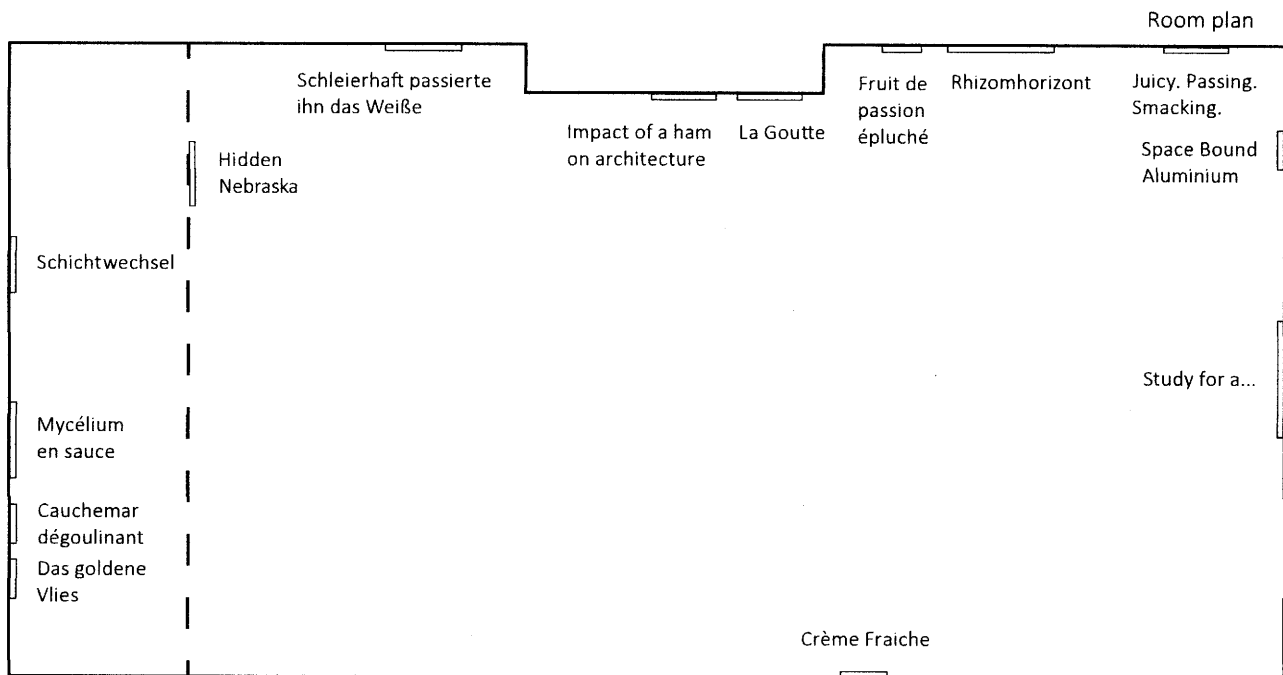 Room plan
Schleierhaft passierte
ihn das Weiße
Impact of a ham
on architecture
La Goutte
Fruit de
passion
épluché
Rhizomhorizont
Juicy. Passing.
Smacking.
Space Bound
Aluminium
Hidden
Nebraska
Schichtwechsel
Study for a...
Mycélium
en sauce
Cauchemar
dégoulinant
Das goldene
Vlies
Crème Fraiche